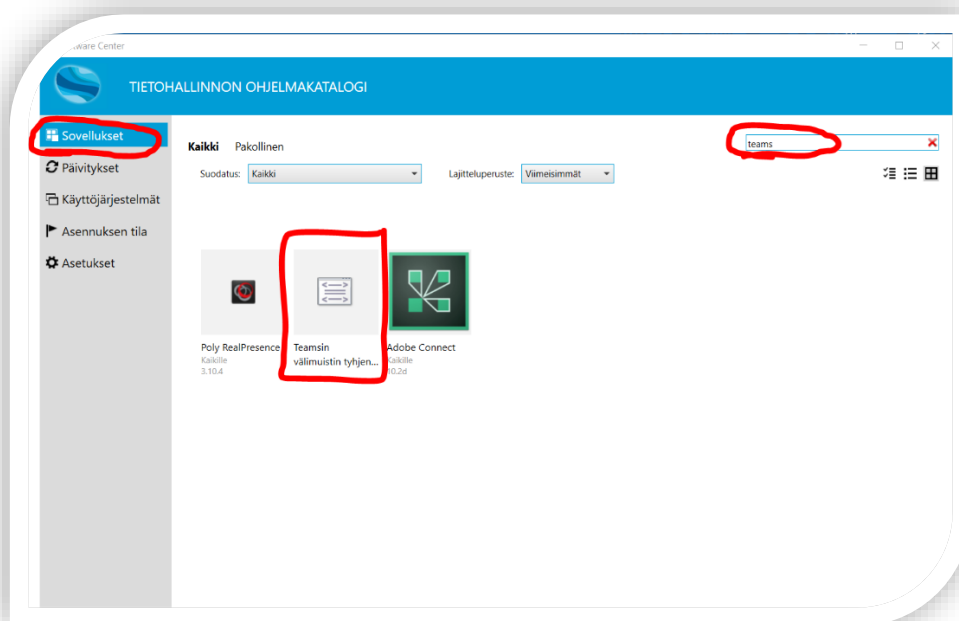 ware Center
TIETOHALLINNON OHJELMAKATALOGI
Sovellukset
Päivitykset
Käyttöjärjestelmät
Asennuksen tila
Asetukset
Kaikki Pakollinen
teams
Suodatus: Kaikki
Lajitteluperuste: Viimeisimmät
Poly RealPresence
Kaikille
3.10.4
Teamsin
välimuistin tyhjen...
Adobe Connect
Kaikille
10.2d